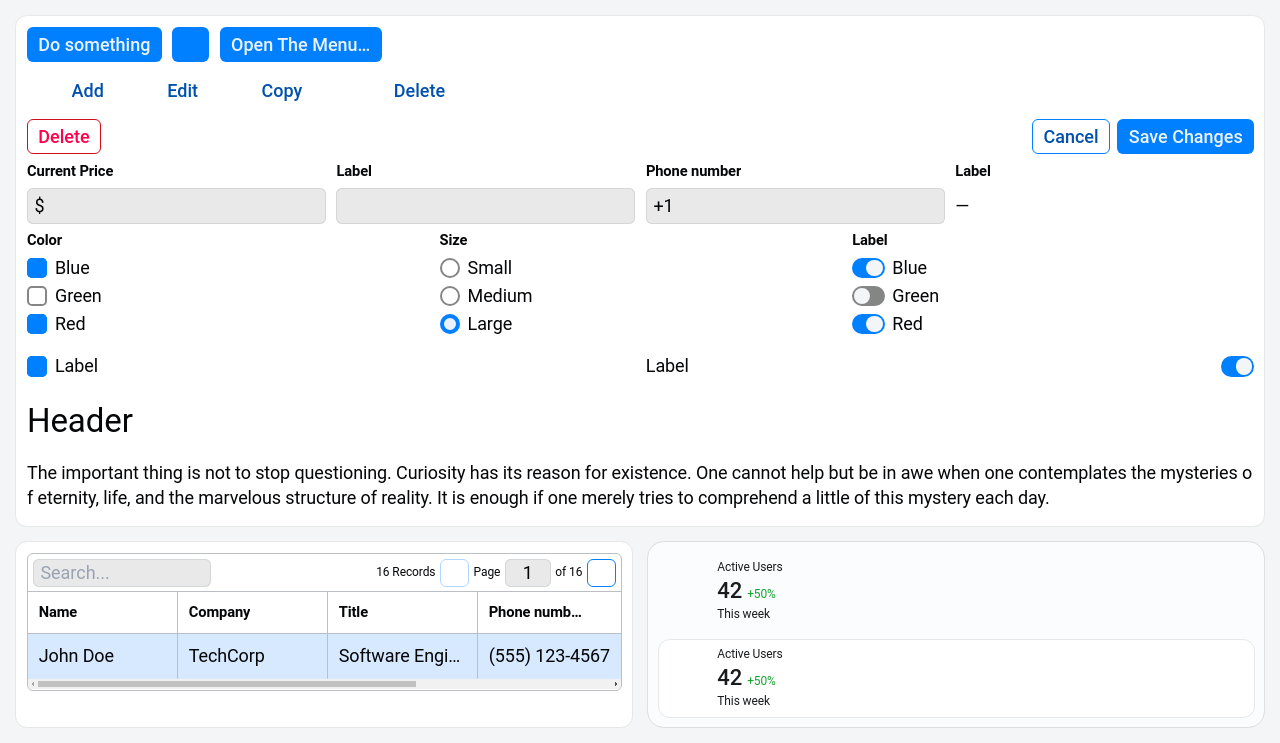 Do something Open The Menu…
Add Edit Copy Delete
Delete Cancel Save Changes
Current Price Label Phone number Label
$ +1 —
Color Size Label
Blue Small Blue
Green Medium Green
Red Large Red
Label Label
Header
The important thing is not to stop questioning. Curiosity has its reason for existence. One cannot help but be in awe when one contemplates the mysteries o
f eternity, life, and the marvelous structure of reality. It is enough if one merely tries to comprehend a little of this mystery each day.
Search... 16 Records Page 1 of 16
Name Company Title Phone numb…
John Doe TechCorp Software Engi… (555) 123-4567
Active Users
42 +50%
This week
Active Users
42 +50%
This week